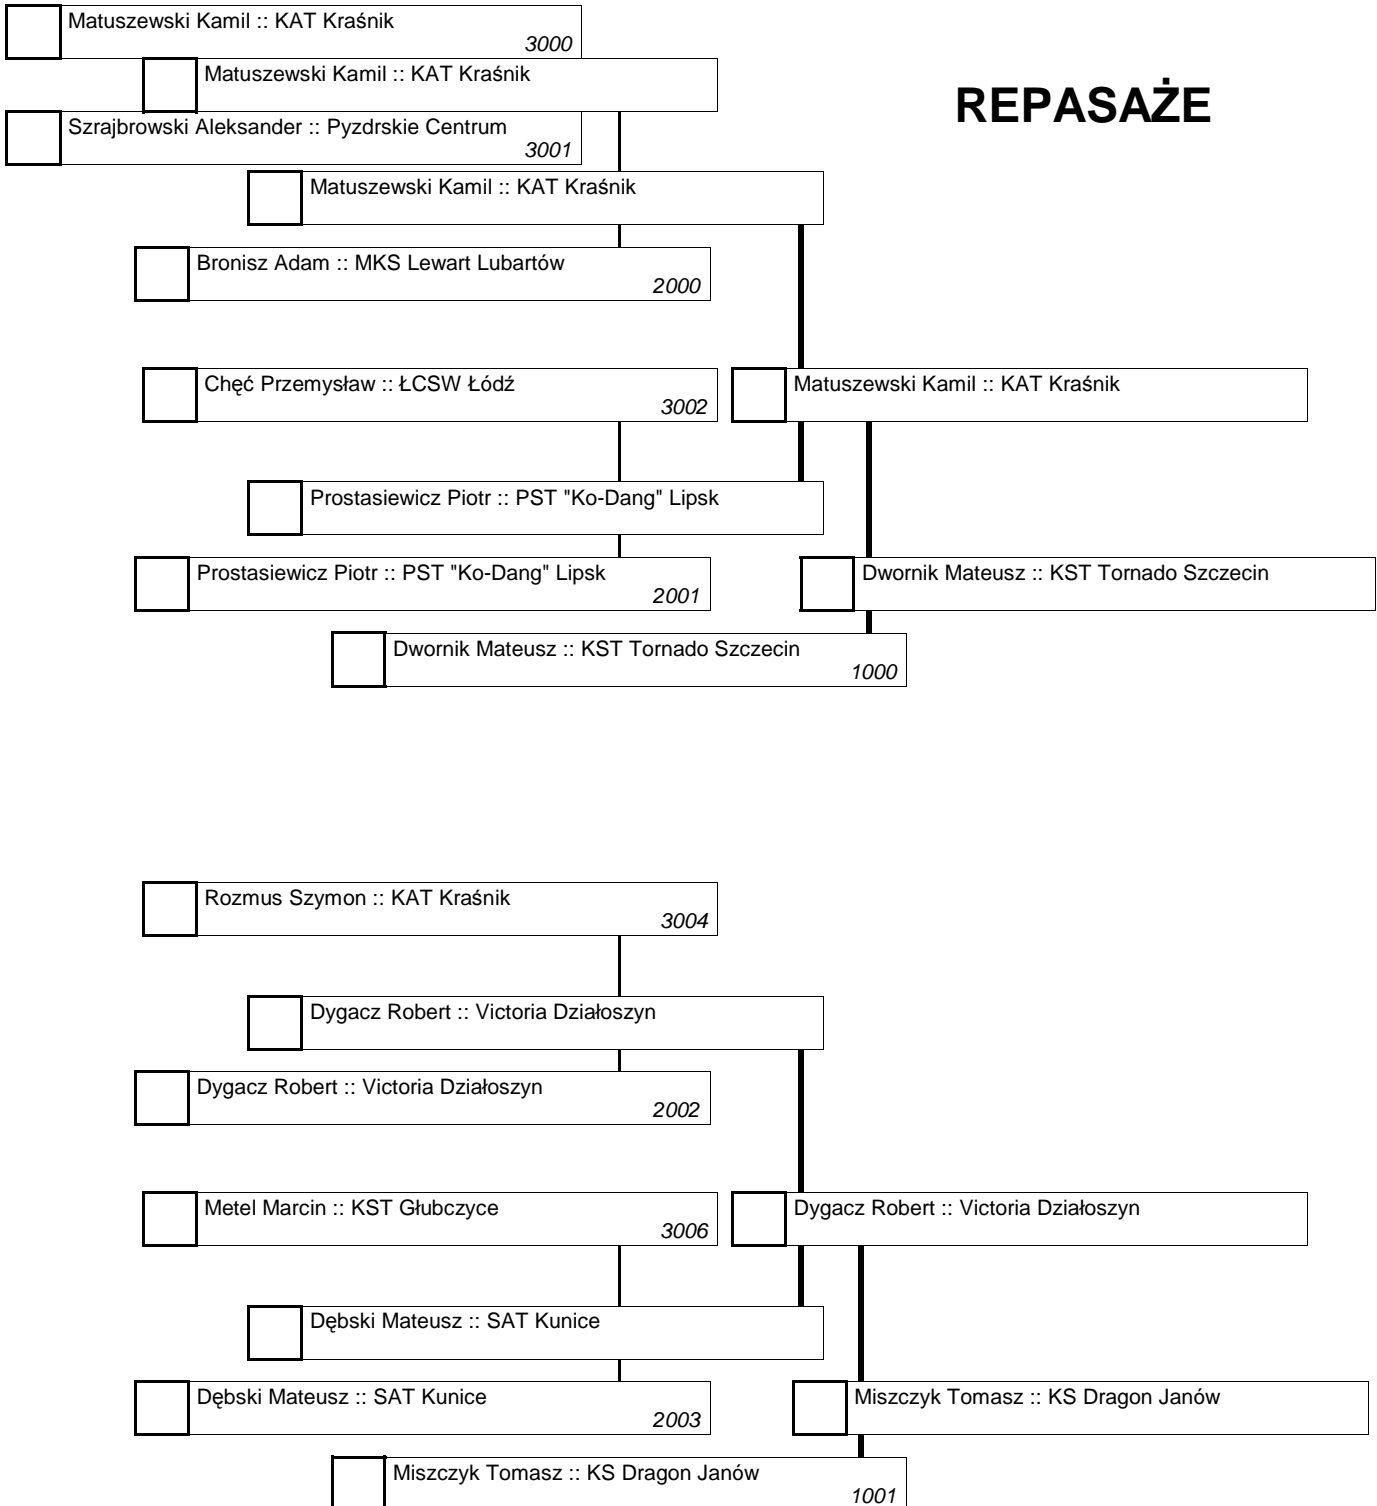 Matuszewski Kamil :: KAT Kraśnik
3000
Matuszewski Kamil :: KAT Kraśnik
REPASAŻE
Szrajbrowski Aleksander :: Pyzdrskie Centrum
3001
Matuszewski Kamil :: KAT Kraśnik
Bronisz Adam :: MKS Lewart Lubartów
2000
Chęć Przemysław :: ŁCSW Łódź
3002
Matuszewski Kamil :: KAT Kraśnik
Prostasiewicz Piotr :: PST "Ko-Dang" Lipsk
Prostasiewicz Piotr :: PST "Ko-Dang" Lipsk
2001
Dwornik Mateusz :: KST Tornado Szczecin
Dwornik Mateusz :: KST Tornado Szczecin
1000
Rozmus Szymon :: KAT Kraśnik
3004
Dygacz Robert :: Victoria Działoszyn
Dygacz Robert :: Victoria Działoszyn
2002
Metel Marcin :: KST Głubczyce
3006
Dygacz Robert :: Victoria Działoszyn
Dębski Mateusz :: SAT Kunice
Dębski Mateusz :: SAT Kunice
2003
Miszczyk Tomasz :: KS Dragon Janów
Miszczyk Tomasz :: KS Dragon Janów
1001